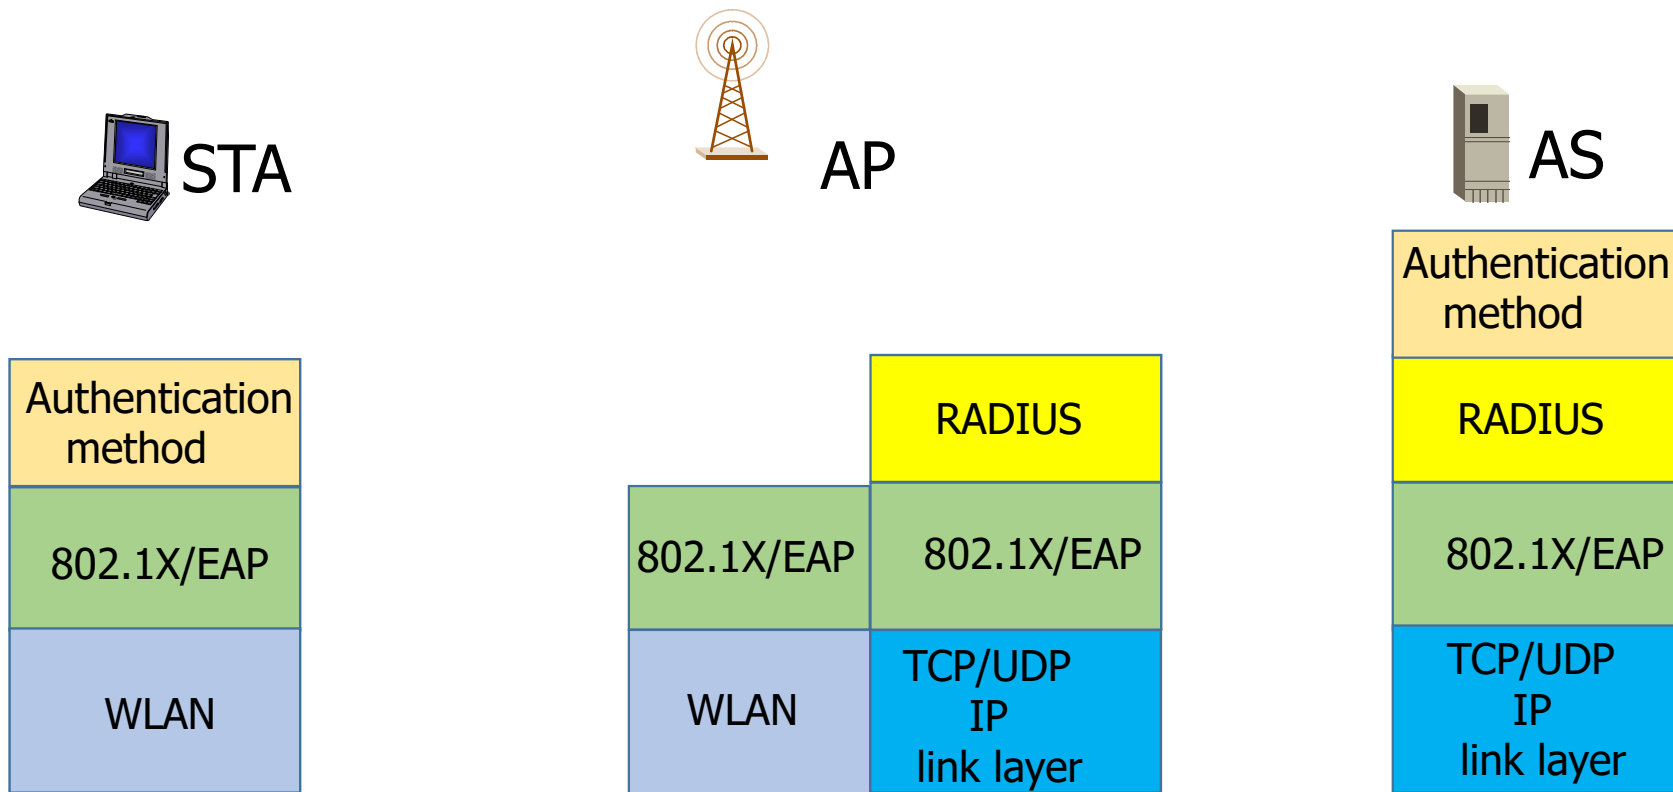 STA
AP
AS
Authentication
method
802.1X/EAP
WLAN
802.1X/EAP
WLAN
RADIUS
802.1X/EAP
TCP/UDP
IP
link layer
Authentication
method
RADIUS
802.1X/EAP
TCP/UDP
IP
link layer